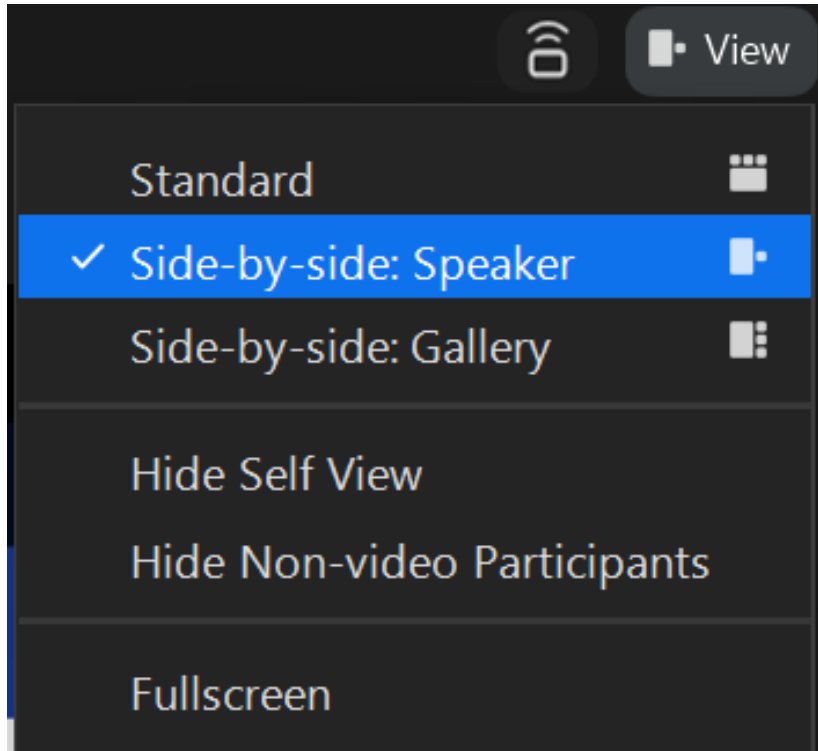 View
Standard
Side-by-side: Speaker
Side-by-side: Gallery
Hide Self View
Hide Non-video Participants
Fullscreen